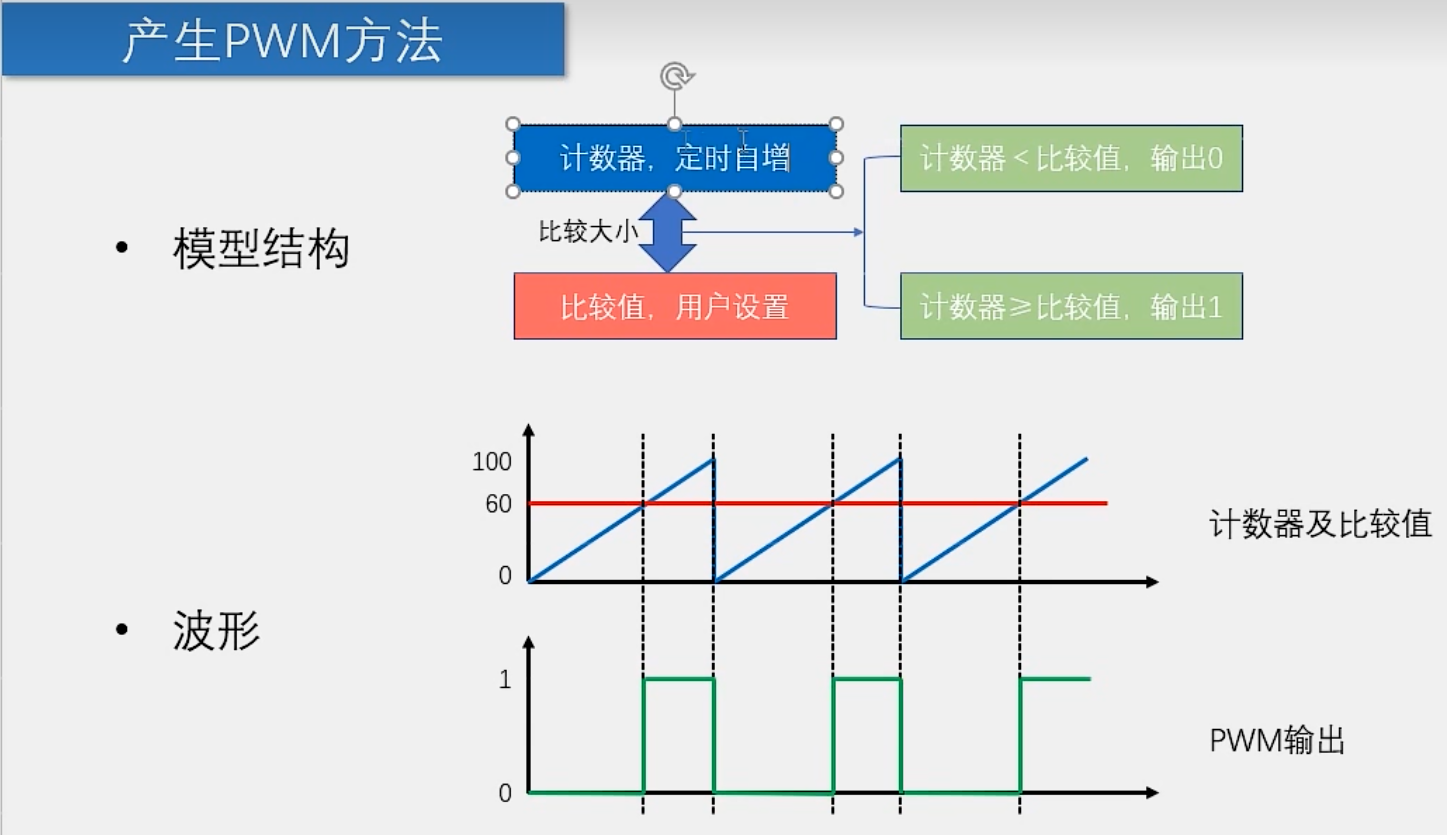 产生PWM方法
• 模型结构
计数器，定时自增
比较大小
比较值，用户设置
计数器＜比较值，输出0
计数器≥比较值，输出1
• 波形
100
60
0
计数器及比较值
1
0
PWM输出